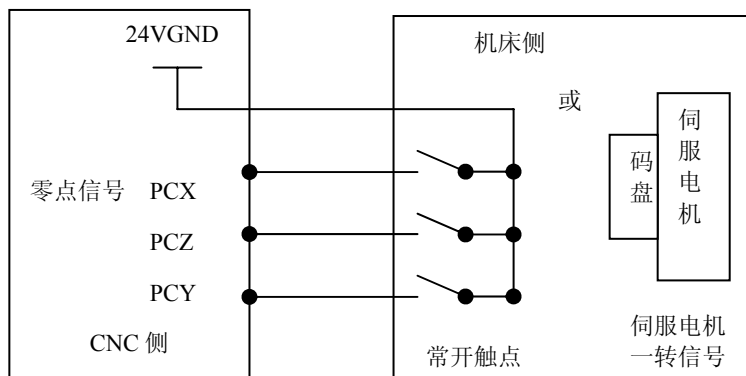 24VGND
机床侧
或
伺服电机
码盘
零点信号 PCX
PCZ
PCY
CNC 侧
常开触点
伺服电机
一转信号